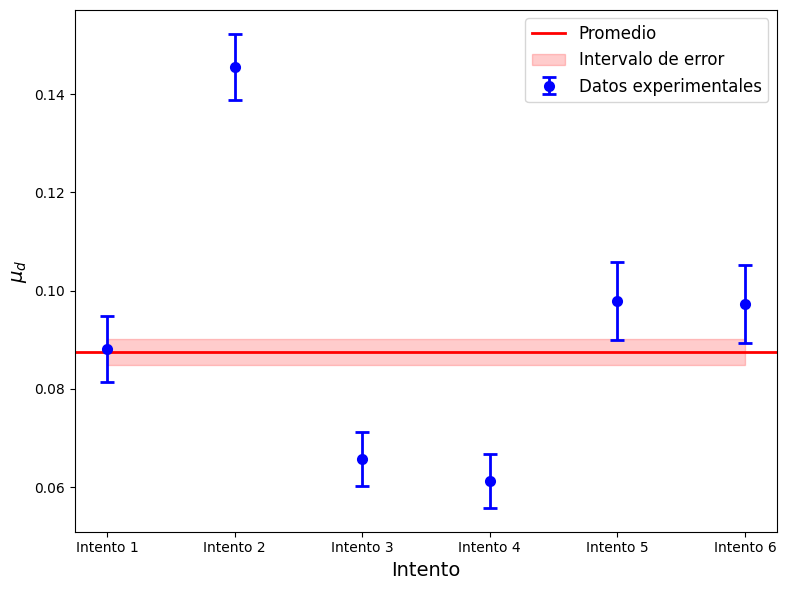 Promedio
Intervalo de error
Datos experimentales
0.14
0.12
0.10
0.08
0.06
μd
Intento 1 Intento 2 Intento 3 Intento 4 Intento 5 Intento 6
Intento